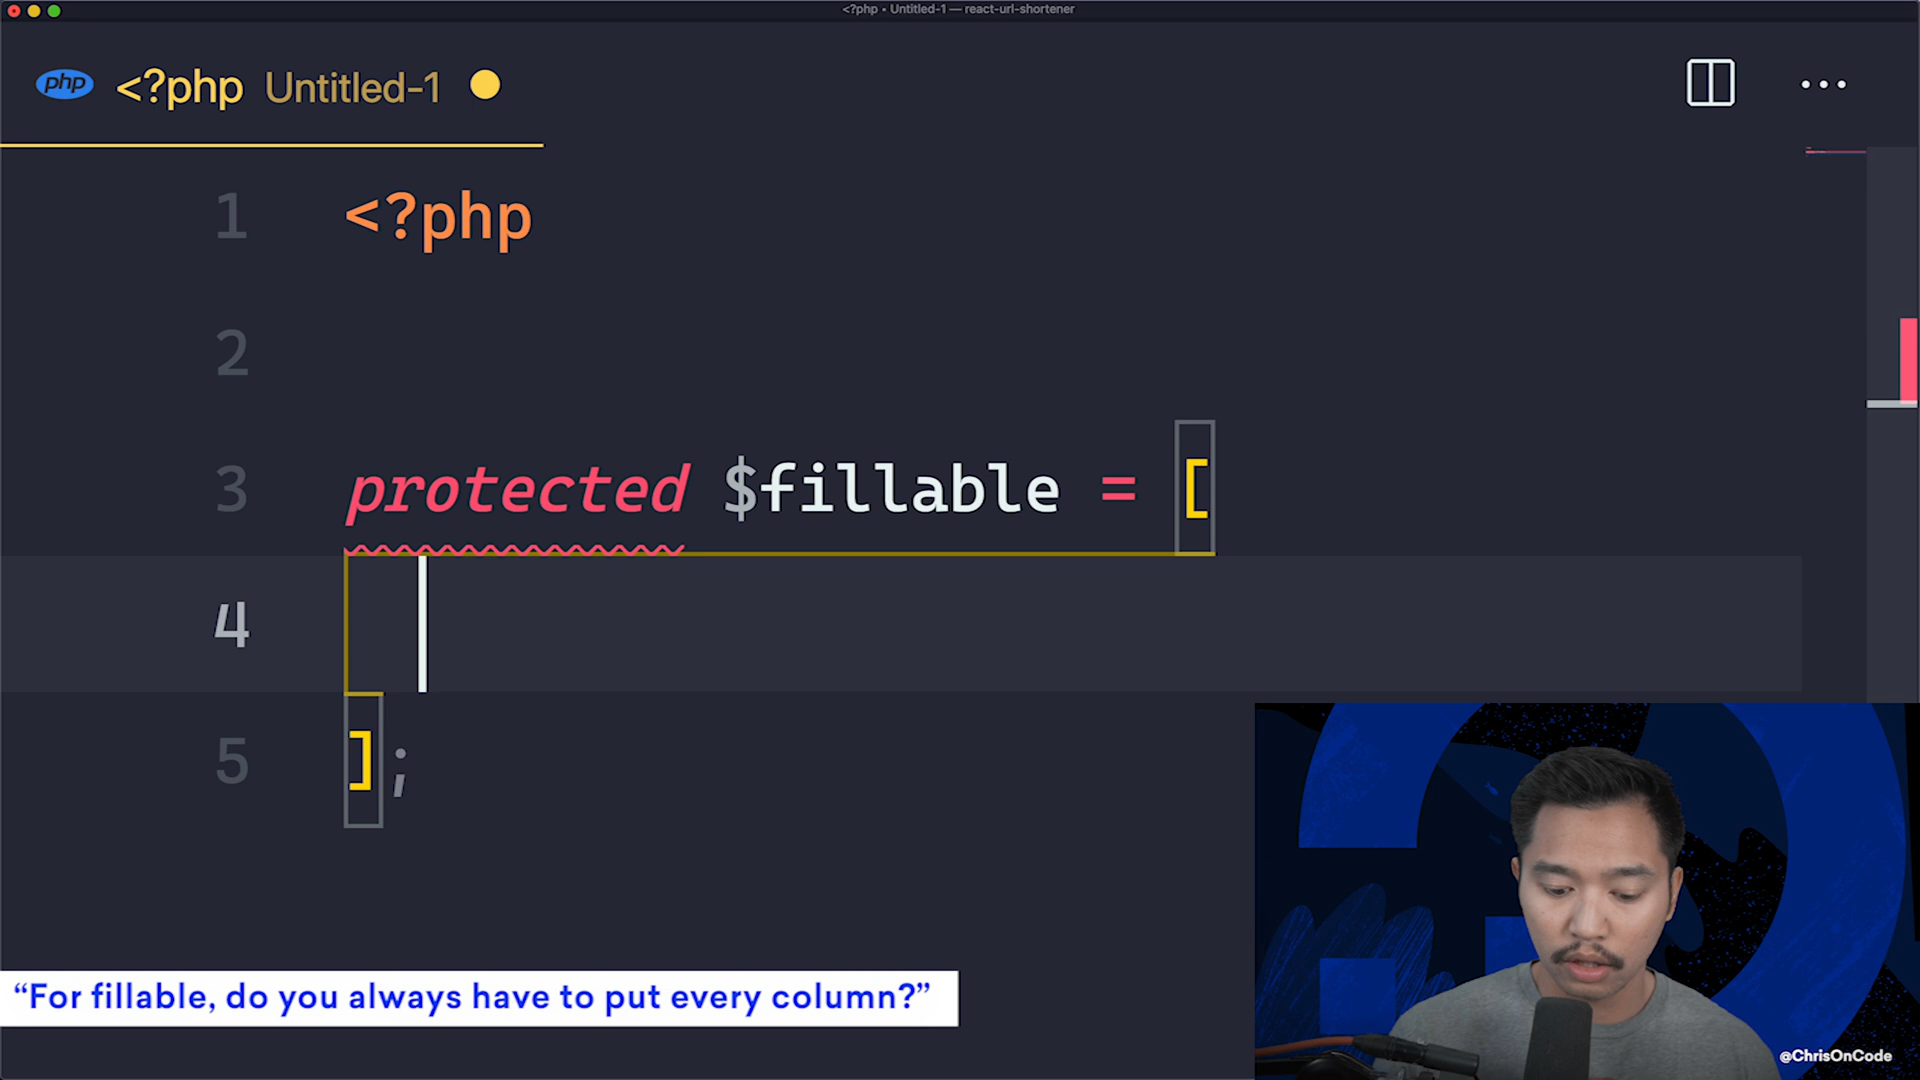 <?php • Untitled-1 — react-url-shortener
php <?php Untitled-1
1 <?php
2
3 protected $fillable = [
4
5 ];
“For fillable, do you always have to put every column?”
@ChrisOnCode